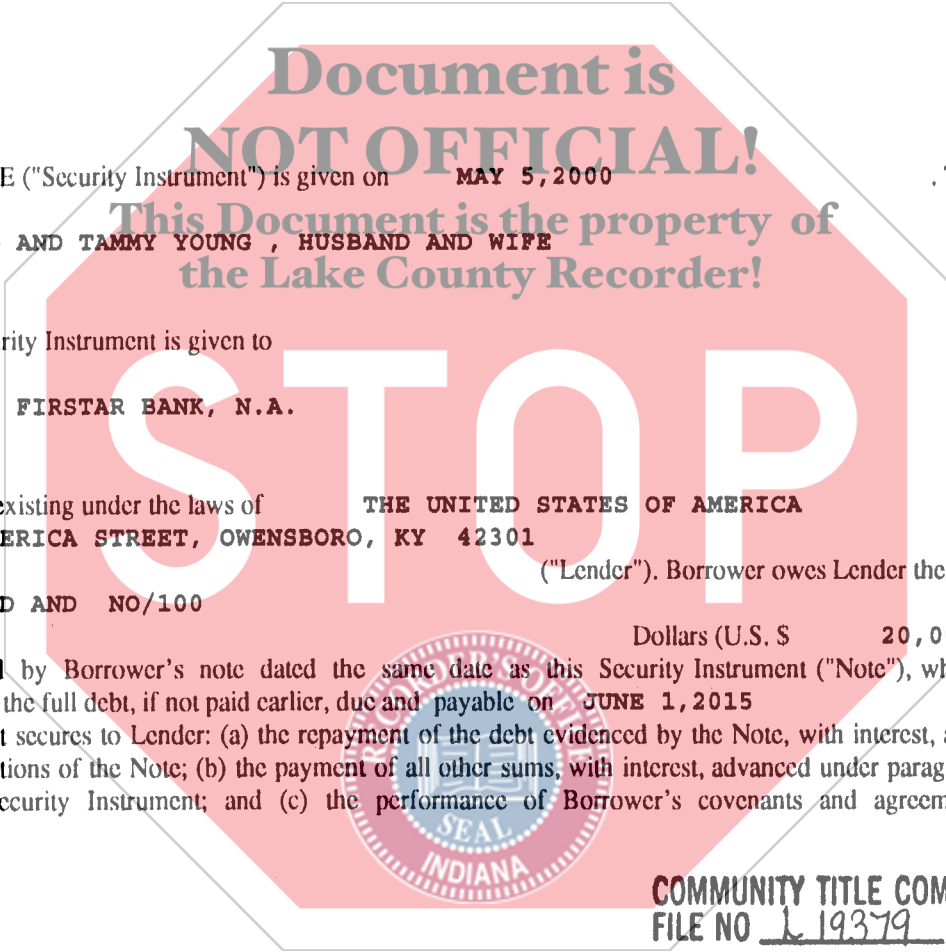 Document is
NOT OFFICIAL!
E ("Security Instrument") is given on MAY 5,2000
This Document is the property of
AND TAMMY YOUNG , HUSBAND AND WIFE
the Lake County Recorder!
rity Instrument is given to
STOP
FIRSTAR BANK, N.A.
existing under the laws of THE UNITED STATES OF AMERICA
ERICA STREET, OWENSBORO, KY 42301
("Lender"). Borrower owes Lender the
D AND NO/100
Dollars (U.S. $ 20,0
by Borrower's note dated the same date as this Security Instrument ("Note"), wh
the full debt, if not paid earlier, due and payable on JUNE 1,2015
t secures to Lender: (a) the repayment of the debt evidenced by the Note, with interest, a
tions of the Note; (b) the payment of all other sums, with interest, advanced under parag
ecurity Instrument; and (c) the performance of Borrower's covenants and agreem
RECORDER'S OFFICE
SEAL
INDIANA
COMMUNITY TITLE COM
FILE NO L 19379